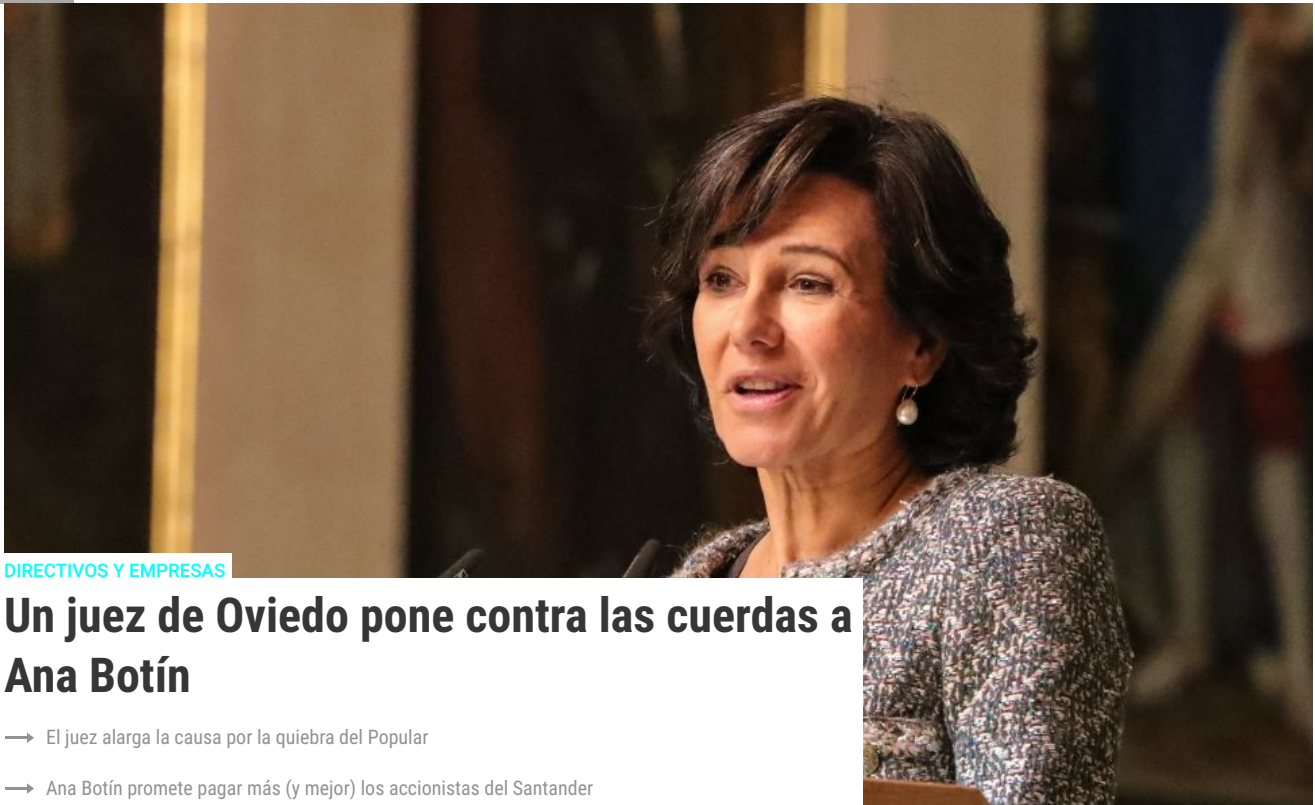 DIRECTIVOS Y EMPRESAS
Un juez de Oviedo pone contra las cuerdas a
Ana Botín
El juez alarga la causa por la quiebra del Popular
Ana Botín promete pagar más (y mejor) los accionistas del Santander